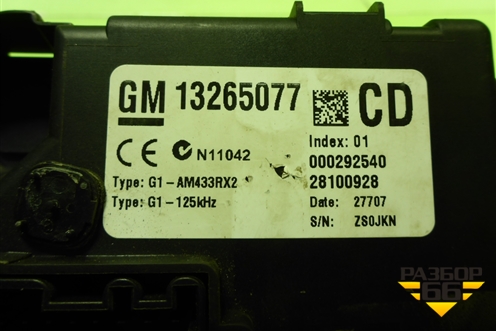 GM 13265077 CD
Index: 01
N11042
000292540
Type: G1-AM433RX2
28100928
Type: G1-125kHz
Date: 27707
S/N: ZS0JKN
РАЗБОР
66